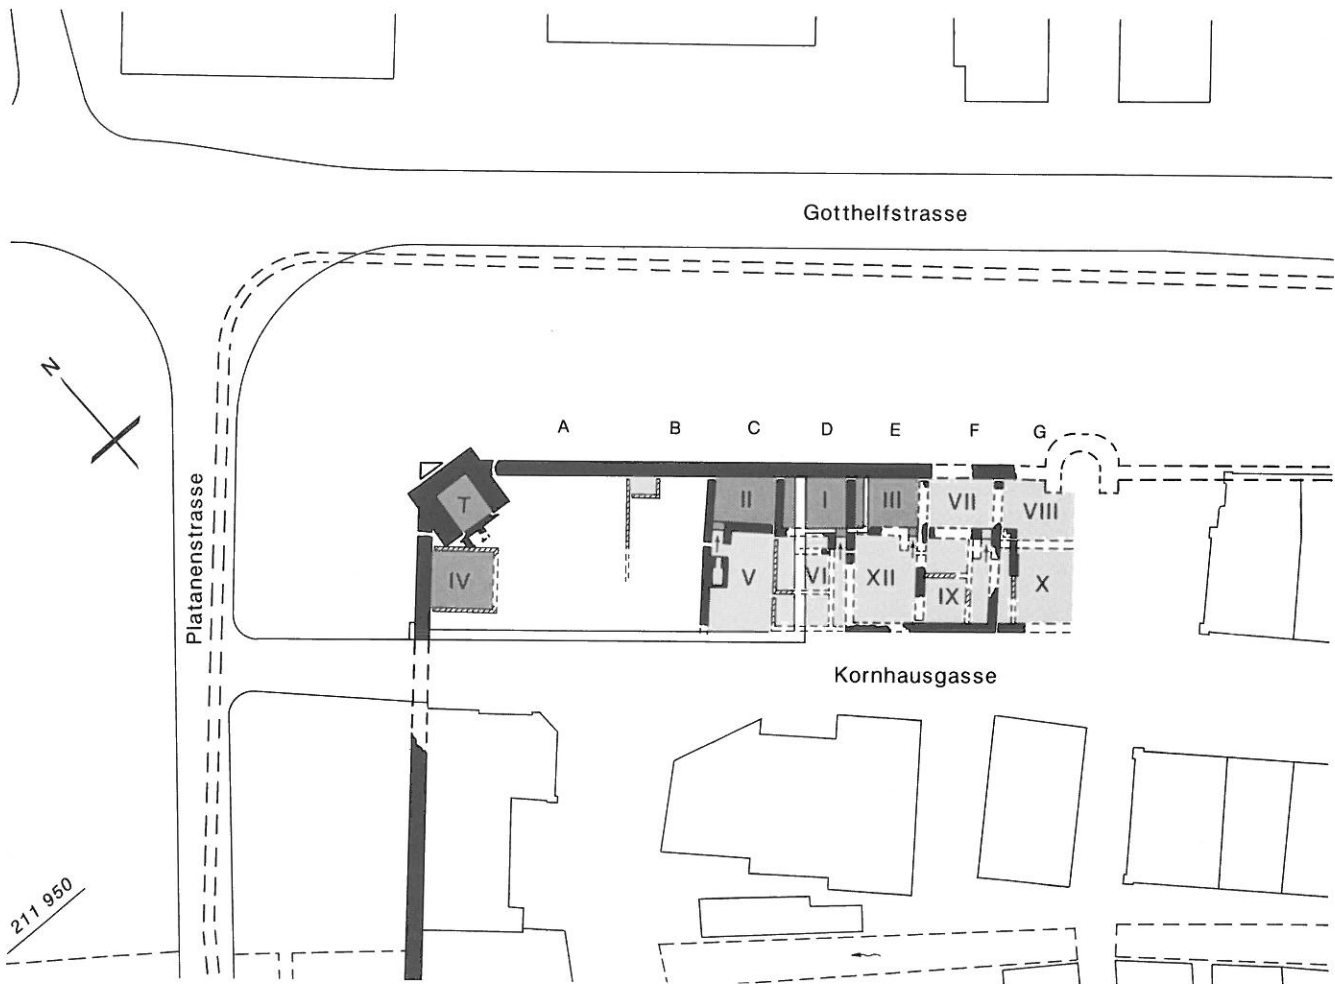 Gotthelfstrasse
N
A B C D E F G
Platanenstrasse
T
II I III VII VIII
IV
V VI XII IX X
Kornhausgasse
211 950